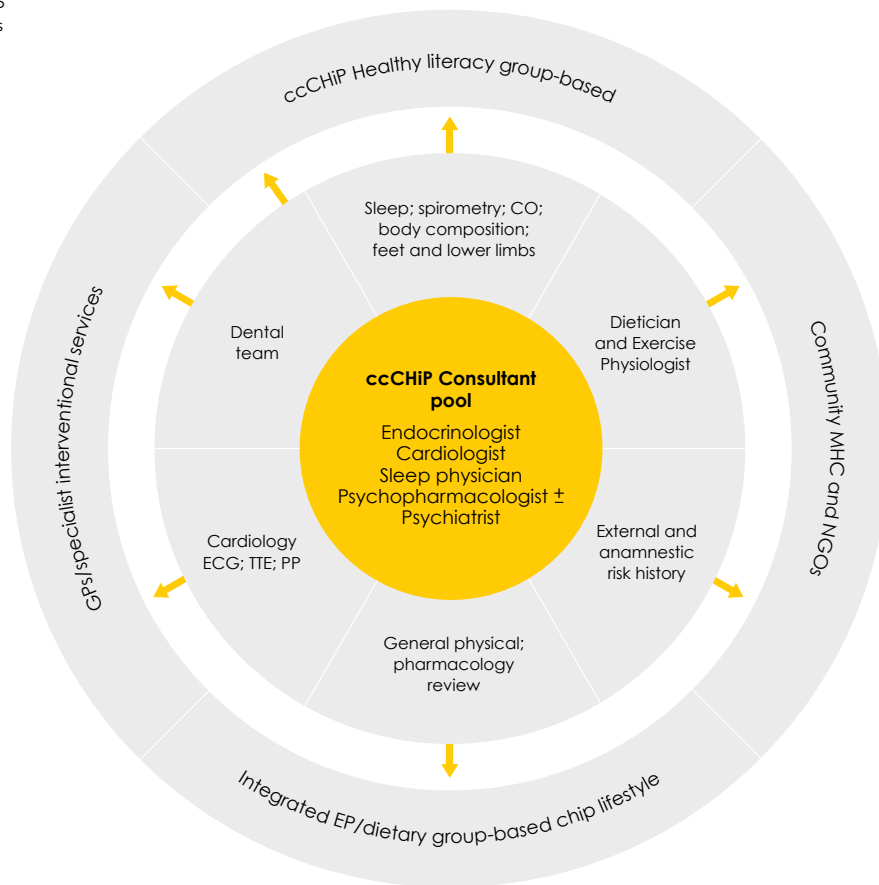 s
ccCHiP Healthy literacy group-based
Sleep; spirometry; CO;
body composition;
feet and lower limbs
Dental
team
Dietician
and Exercise
Physiologist
ccCHiP Consultant
pool
Endocrinologist
Cardiologist
Sleep physician
Psychopharmacologist ±
Psychiatrist
GPs/specialist interventional services
Community MHC and NGOs
Cardiology
ECG; TTE; PP
External and
anamnestic
risk history
General physical;
pharmacology
review
Integrated EP/dietary group-based chip lifestyle